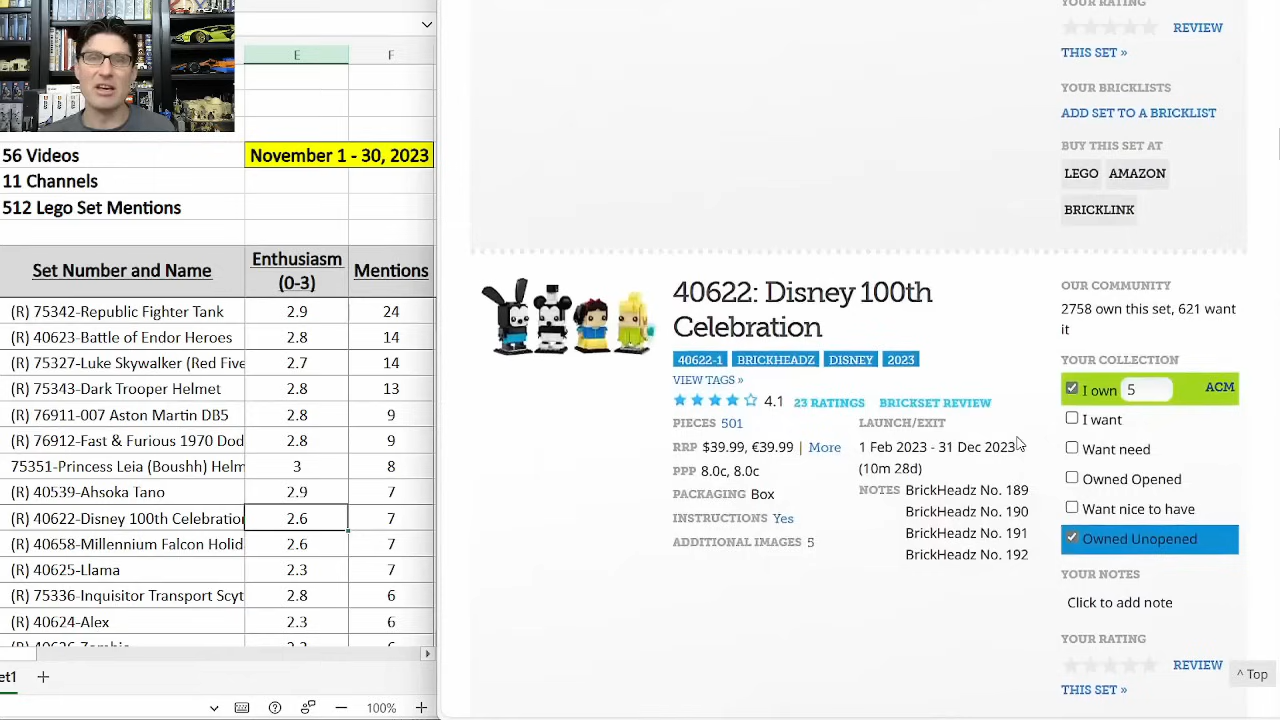 E F
56 Videos November 1 - 30, 2023
11 Channels
512 Lego Set Mentions
Set Number and Name Enthusiasm (0-3) Mentions
(R) 75342-Republic Fighter Tank 2.9 24
(R) 40623-Battle of Endor Heroes 2.8 14
(R) 75327-Luke Skywalker (Red Five 2.7 14
(R) 75343-Dark Trooper Helmet 2.8 13
(R) 76911-007 Aston Martin DB5 2.8 9
(R) 76912-Fast & Furious 1970 Dod 2.8 9
75351-Princess Leia (Boushh) Helm 3 8
(R) 40539-Ahsoka Tano 2.9 7
(R) 40622-Disney 100th Celebration 2.6 7
(R) 40658-Millennium Falcon Holid 2.6 7
(R) 40625-Llama 2.3 7
(R) 75336-Inquisitor Transport Scyt 2.8 6
(R) 40624-Alex 2.3 6
et1 +
100%
40622: Disney 100th
Celebration
40622-1 BRICKHEADZ DISNEY 2023
VIEW TAGS »
4.1 23 RATINGS BRICKSET REVIEW
PIECES 501
RRP $39.99, €39.99 | More
PPP 8.0c, 8.0c
PACKAGING Box
INSTRUCTIONS Yes
ADDITIONAL IMAGES 5
LAUNCH/EXIT
1 Feb 2023 - 31 Dec 2023
(10m 28d)
NOTES BrickHeadz No. 189
BrickHeadz No. 190
BrickHeadz No. 191
BrickHeadz No. 192
YOUR RATING
REVIEW
THIS SET »
YOUR BRICKLISTS
ADD SET TO A BRICKLIST
BUY THIS SET AT
LEGO AMAZON
BRICKLINK
OUR COMMUNITY
2758 own this set, 621 want
it
YOUR COLLECTION
I own 5 ACM
I want
Want need
Owned Opened
Want nice to have
Owned Unopened
YOUR NOTES
Click to add note
YOUR RATING
REVIEW
THIS SET »
^ Top